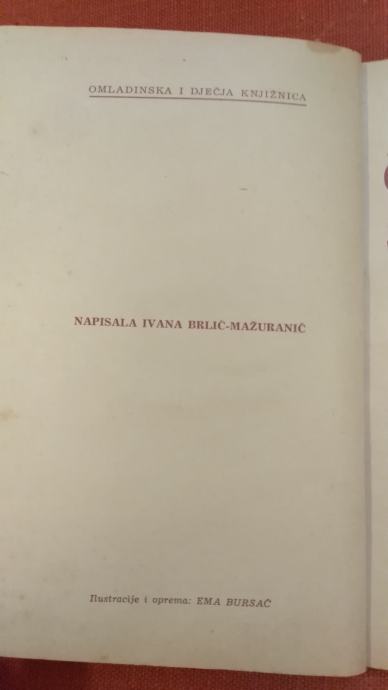 OMLADINSKA I DJEČJA KNJIŽNICA
NAPISALA IVANA BRLIĆ-MAŽURANIĆ
Ilustracije i oprema: EMA BURSAĆ